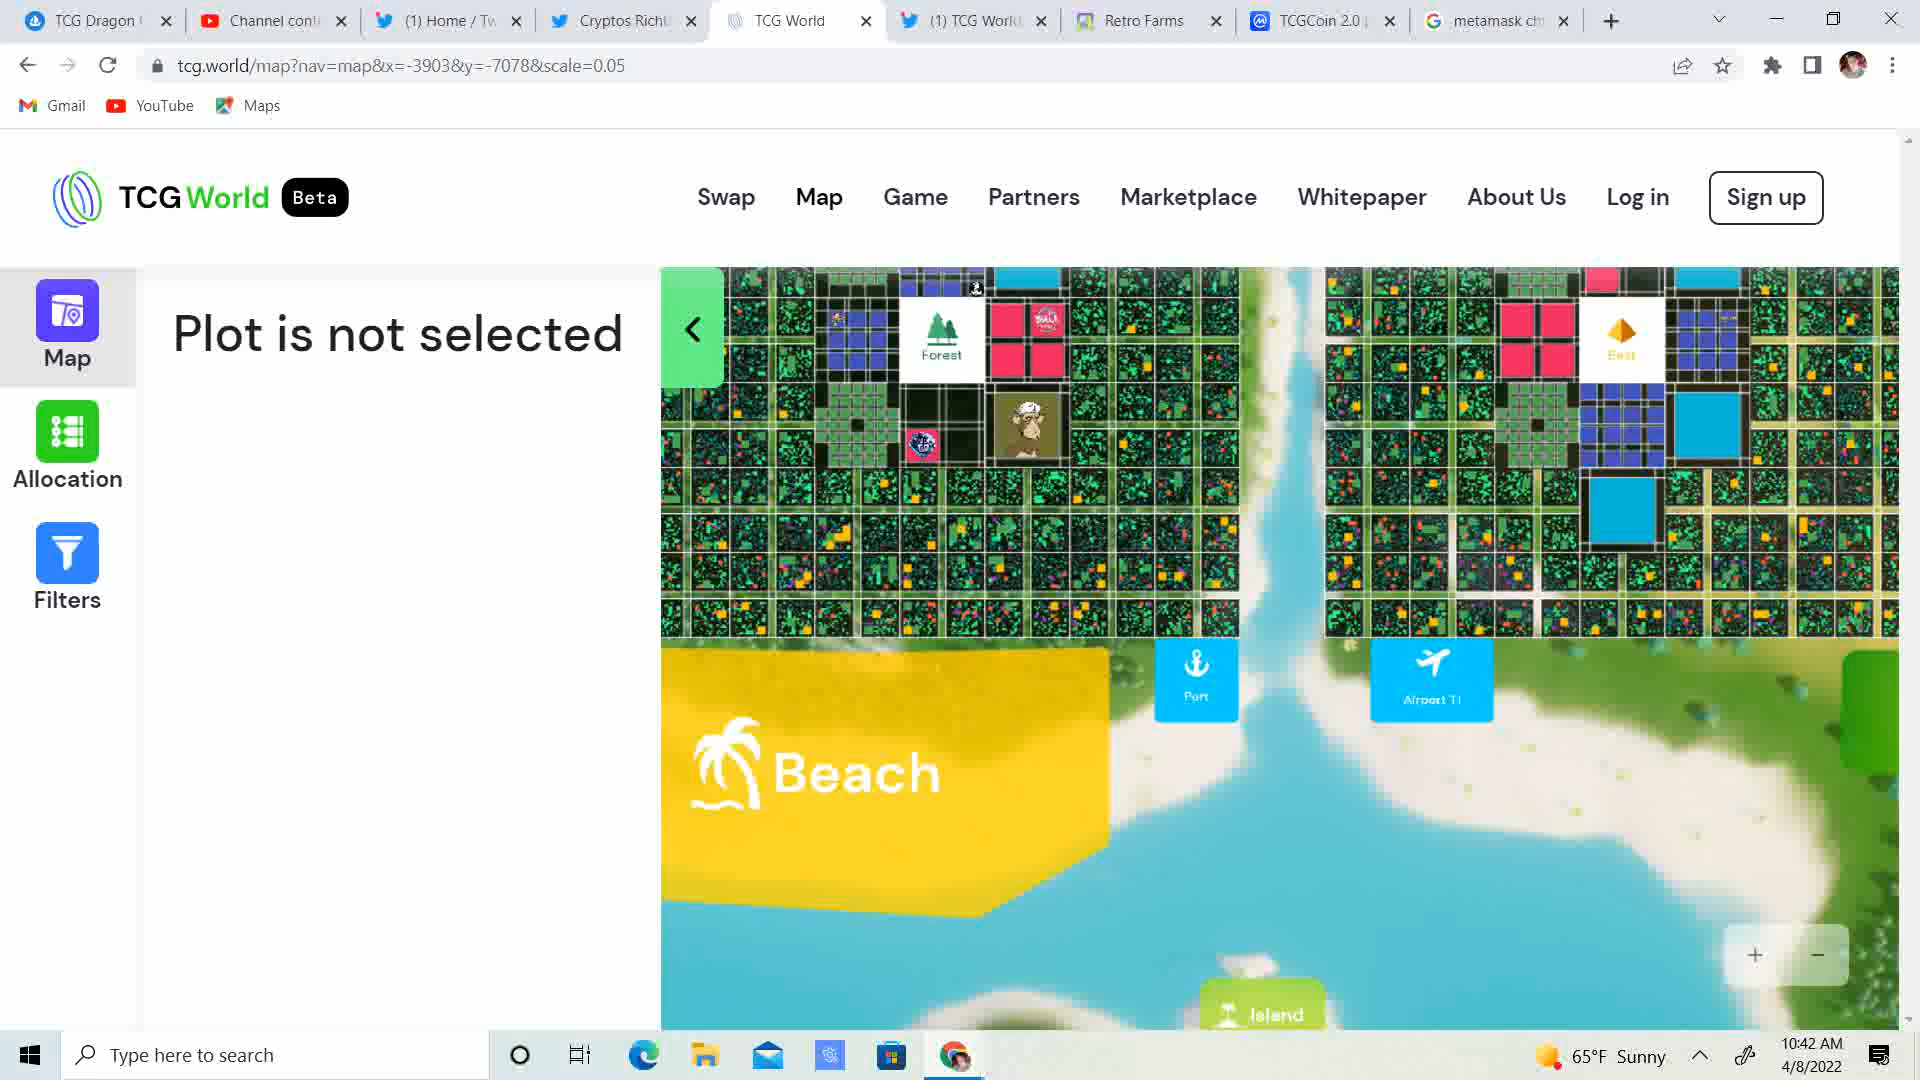 TCG Dragon
Channel cont
(1) Home / Tw
Cryptos Rich
TCG World
(1) TCG World
Retro Farms
TCGCoin 2.0
metamask ch
tcg.world/map?nav=map&x=-3903&y=-7078&scale=0.05
Gmail
YouTube
Maps
TCG World
Beta
Swap
Map
Game
Partners
Marketplace
Whitepaper
About Us
Log in
Sign up
Map
Allocation
Filters
Plot is not selected
Forest
East
Port
Airport T1
Beach
Island
Type here to search
65°F Sunny
10:42 AM
4/8/2022